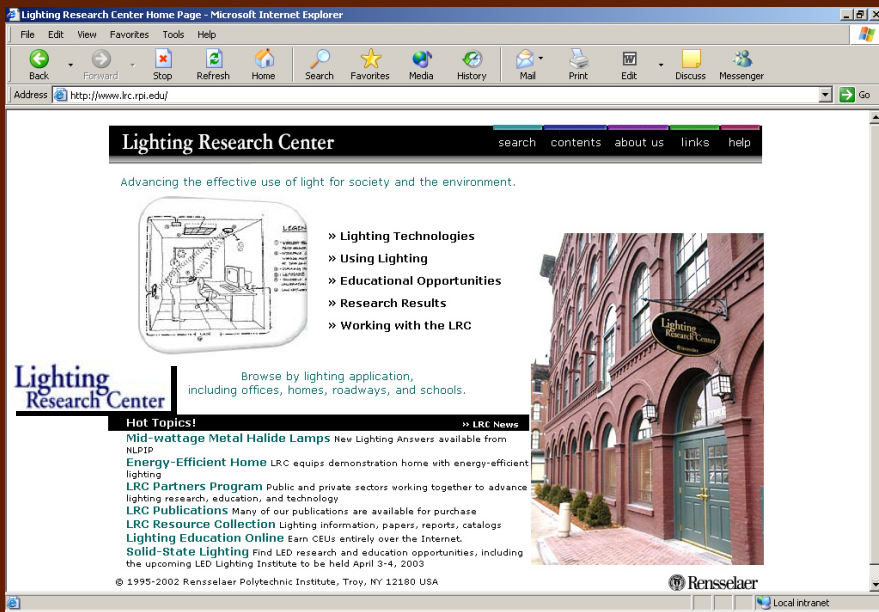 Lighting Research Center Home Page - Microsoft Internet Explorer
File Edit View Favorites Tools Help
Back Forward Stop Refresh Home Search Favorites Media History Mail Print Edit Discuss Messenger
Address http://www.lrc.rpi.edu/ Go
Lighting Research Center search contents about us links help
Advancing the effective use of light for society and the environment.
» Lighting Technologies
» Using Lighting
» Educational Opportunities
» Research Results
» Working with the LRC
Lighting
Research Center
Lighting
Research Center
Browse by lighting application,
including offices, homes, roadways, and schools.
Hot Topics! » LRC News
Mid-wattage Metal Halide Lamps New Lighting Answers available from
NLPIP
Energy-Efficient Home LRC equips demonstration home with energy-efficient
lighting
LRC Partners Program Public and private sectors working together to advance
lighting research, education, and technology
LRC Publications Many of our publications are available for purchase
LRC Resource Collection Lighting information, papers, reports, catalogs
Lighting Education Online Earn CEUs entirely over the Internet.
Solid-State Lighting Find LED research and education opportunities, including
the upcoming LED Lighting Institute to be held April 3-4, 2003
© 1995-2002 Rensselaer Polytechnic Institute, Troy, NY 12180 USA Rensselaer
Local intranet